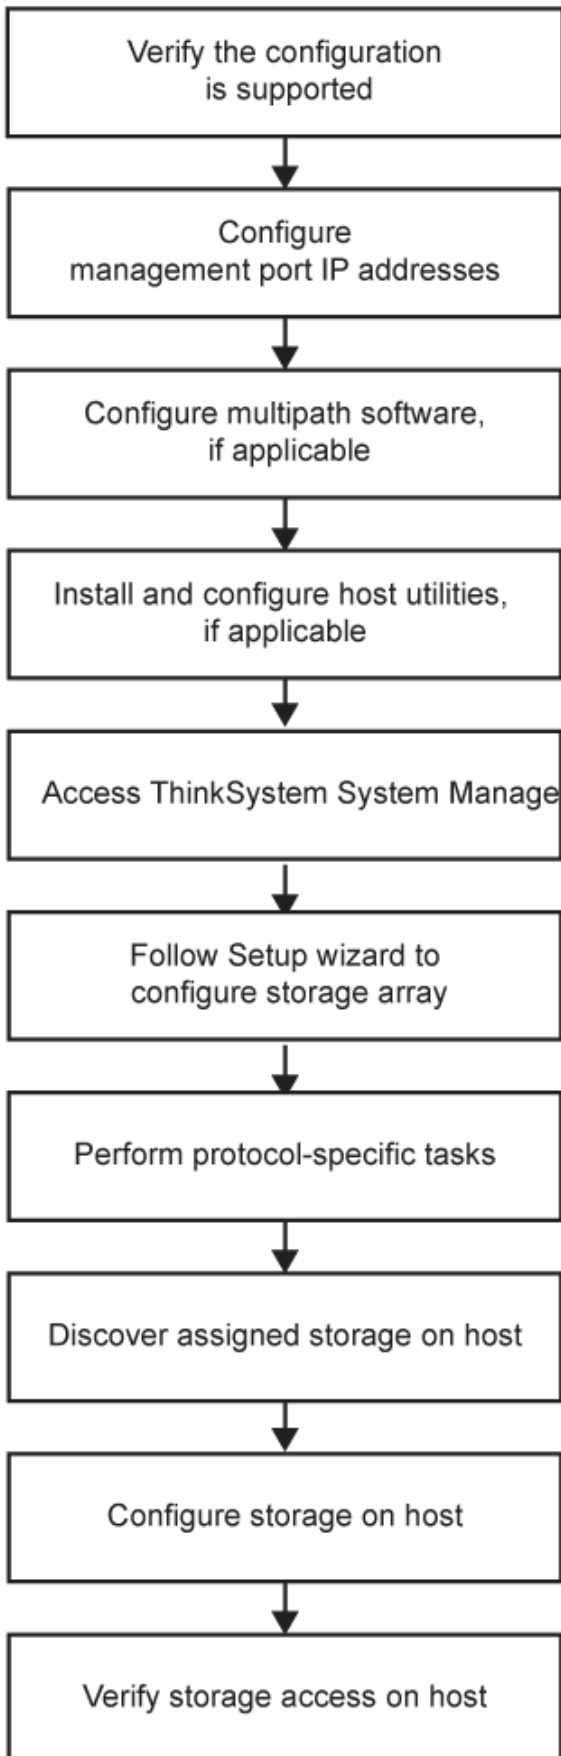 Verify the configuration
is supported
Configure
management port IP addresses
Configure multipath software,
if applicable
Install and configure host utilities,
if applicable
Access ThinkSystem System Manage
Follow Setup wizard to
configure storage array
Perform protocol-specific tasks
Discover assigned storage on host
Configure storage on host
Verify storage access on host